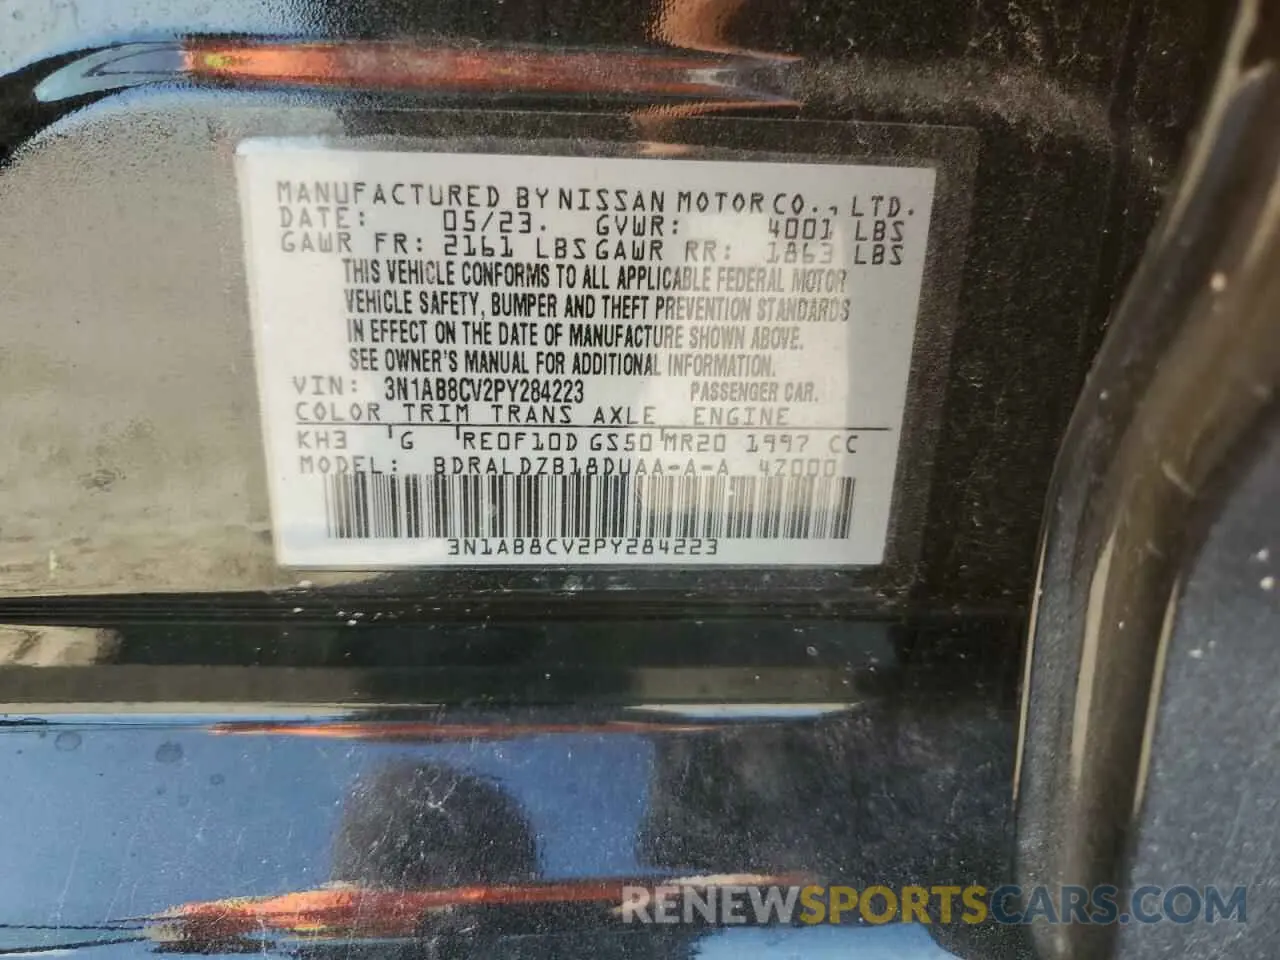 MANUFACTURED BY NISSAN MOTOR CO., LTD.
DATE: 05/23. GVWR: 4001 LBS
GAWR FR: 2161 LBS GAWR RR: 1863 LBS
THIS VEHICLE CONFORMS TO ALL APPLICABLE FEDERAL MOTOR
VEHICLE SAFETY, BUMPER AND THEFT PREVENTION STANDARDS
IN EFFECT ON THE DATE OF MANUFACTURE SHOWN ABOVE.
SEE OWNER'S MANUAL FOR ADDITIONAL INFORMATION.
VIN: 3N1AB8CV2PY284223 PASSENGER CAR.
COLOR TRIM TRANS AXLE ENGINE
KH3 'G 'RE0F10D GS50'MR20 1997 CC
MODEL: BDRALDZB18DUAA-A-A 4Z000
3N1AB8CV2PY284223
RENEWSPORTSCARS.COM